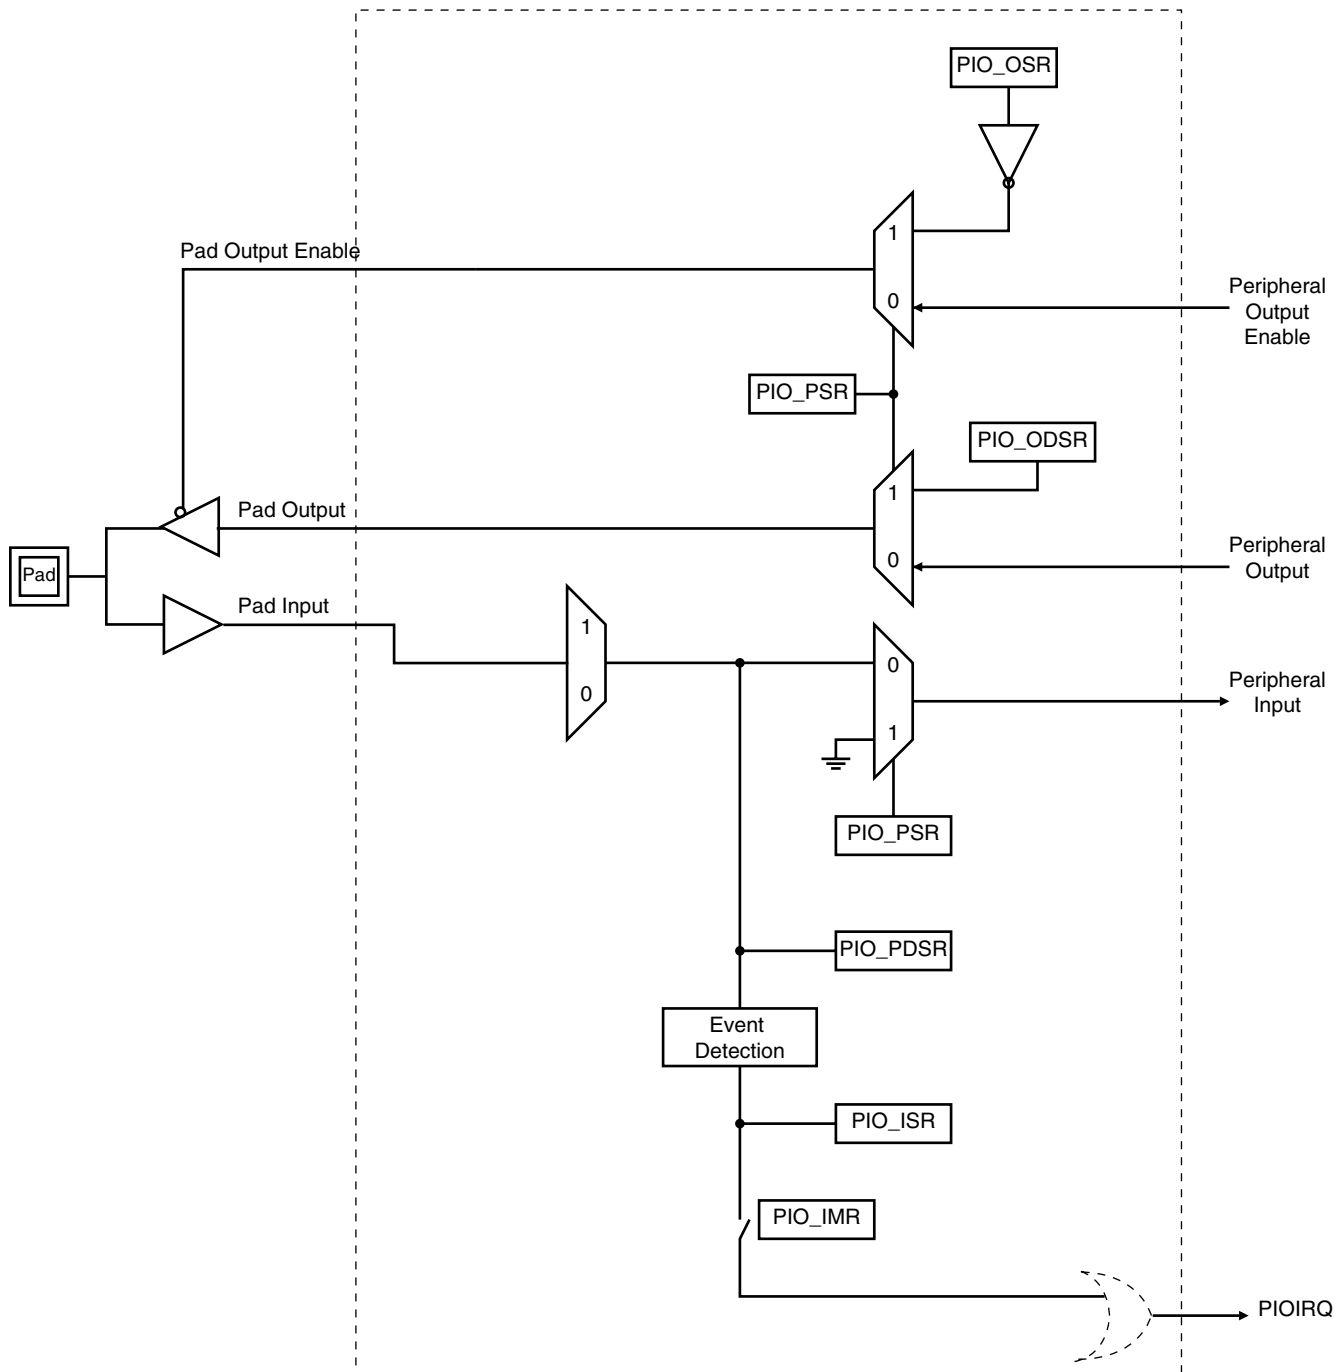 PIO_OSR
1
Pad Output Enable
0
Peripheral
Output
Enable
PIO_PSR
PIO_ODSR
1
Pad Output
0
Peripheral
Output
Pad
Pad Input
1
0
0
1
Peripheral
Input
PIO_PSR
PIO_PDSR
Event
Detection
PIO_ISR
PIO_IMR
PIOIRQ